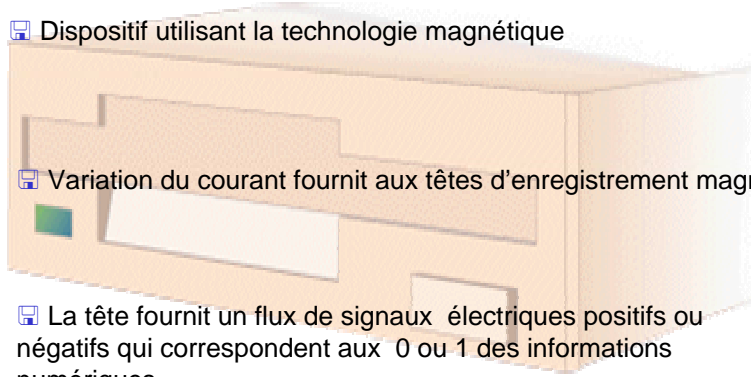 Dispositif utilisant la technologie magnétique
Variation du courant fournit aux têtes d'enregistrement
La tête fournit un flux de signaux électriques positifs ou
négatifs qui correspondent aux 0 ou 1 des informations
numériques